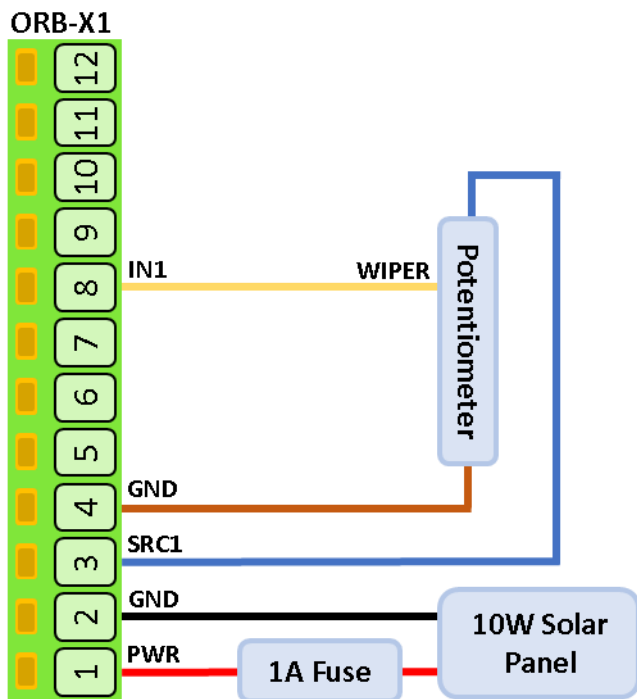 ORB-X1
12
11
10
9
8
IN1
WIPER
Potentiometer
7
6
5
4
GND
3
SRC1
2
GND
10W Solar
Panel
1
PWR
1A Fuse